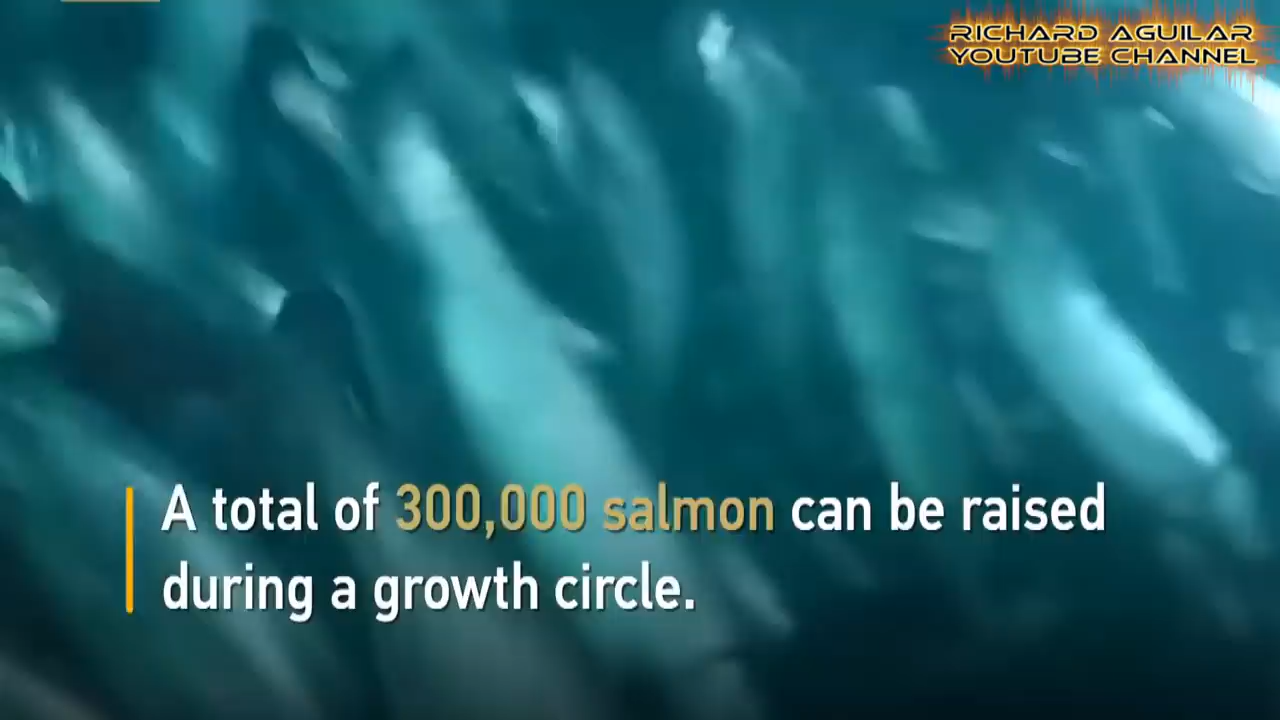 RICHARD AGUILAR
YOUTUBE CHANNEL
A total of 300,000 salmon can be raised
during a growth circle.